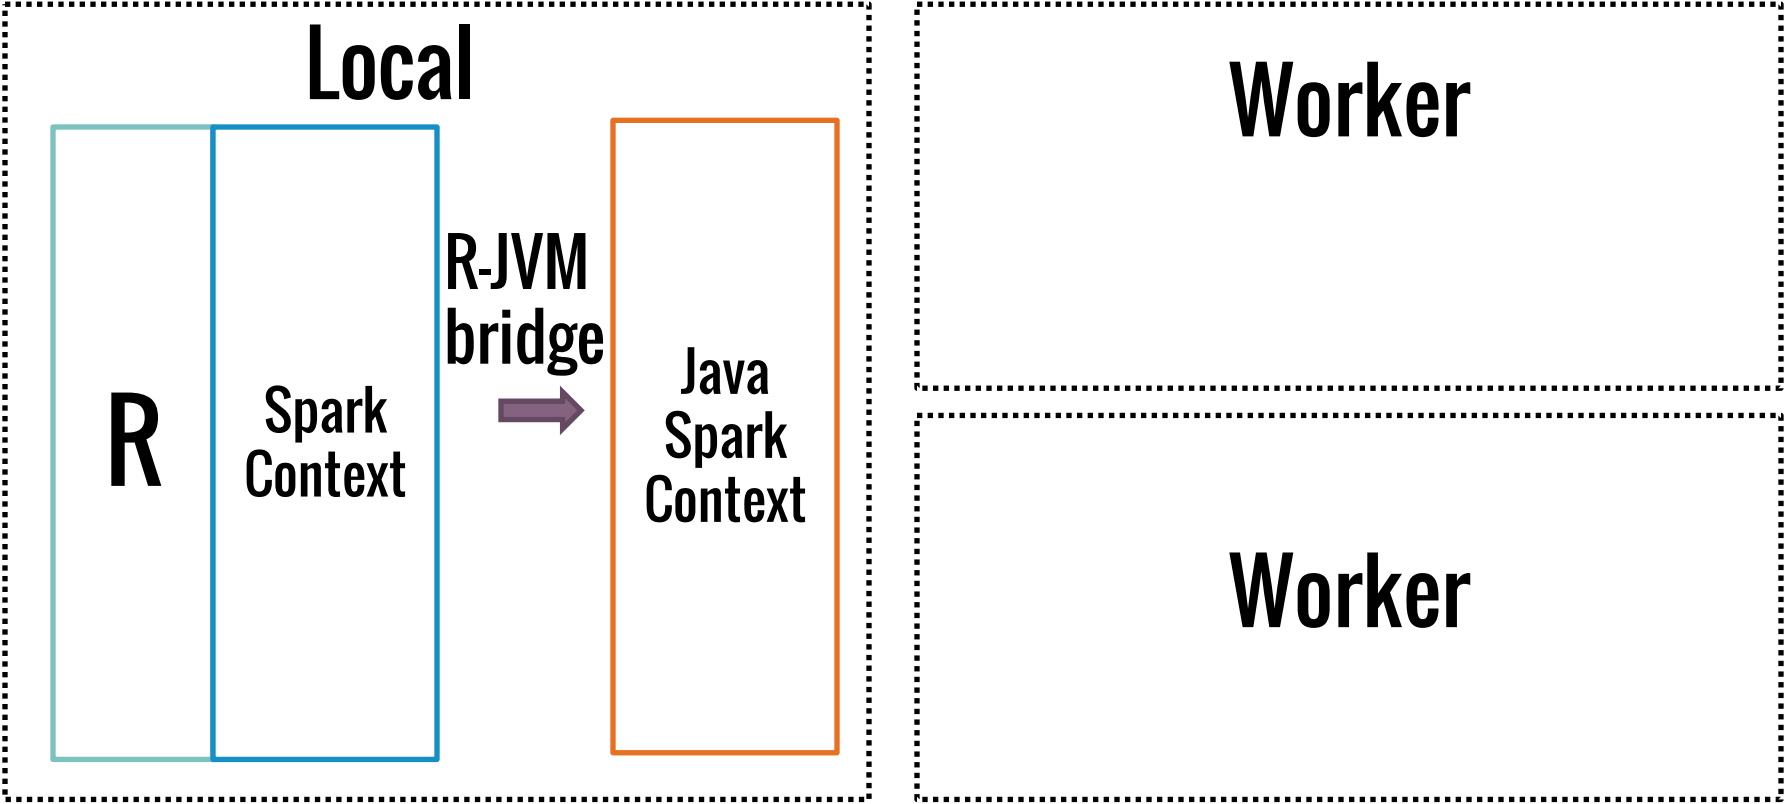 Local
R
Spark
Context
R-JVM
bridge
Java
Spark
Context
Worker
Worker